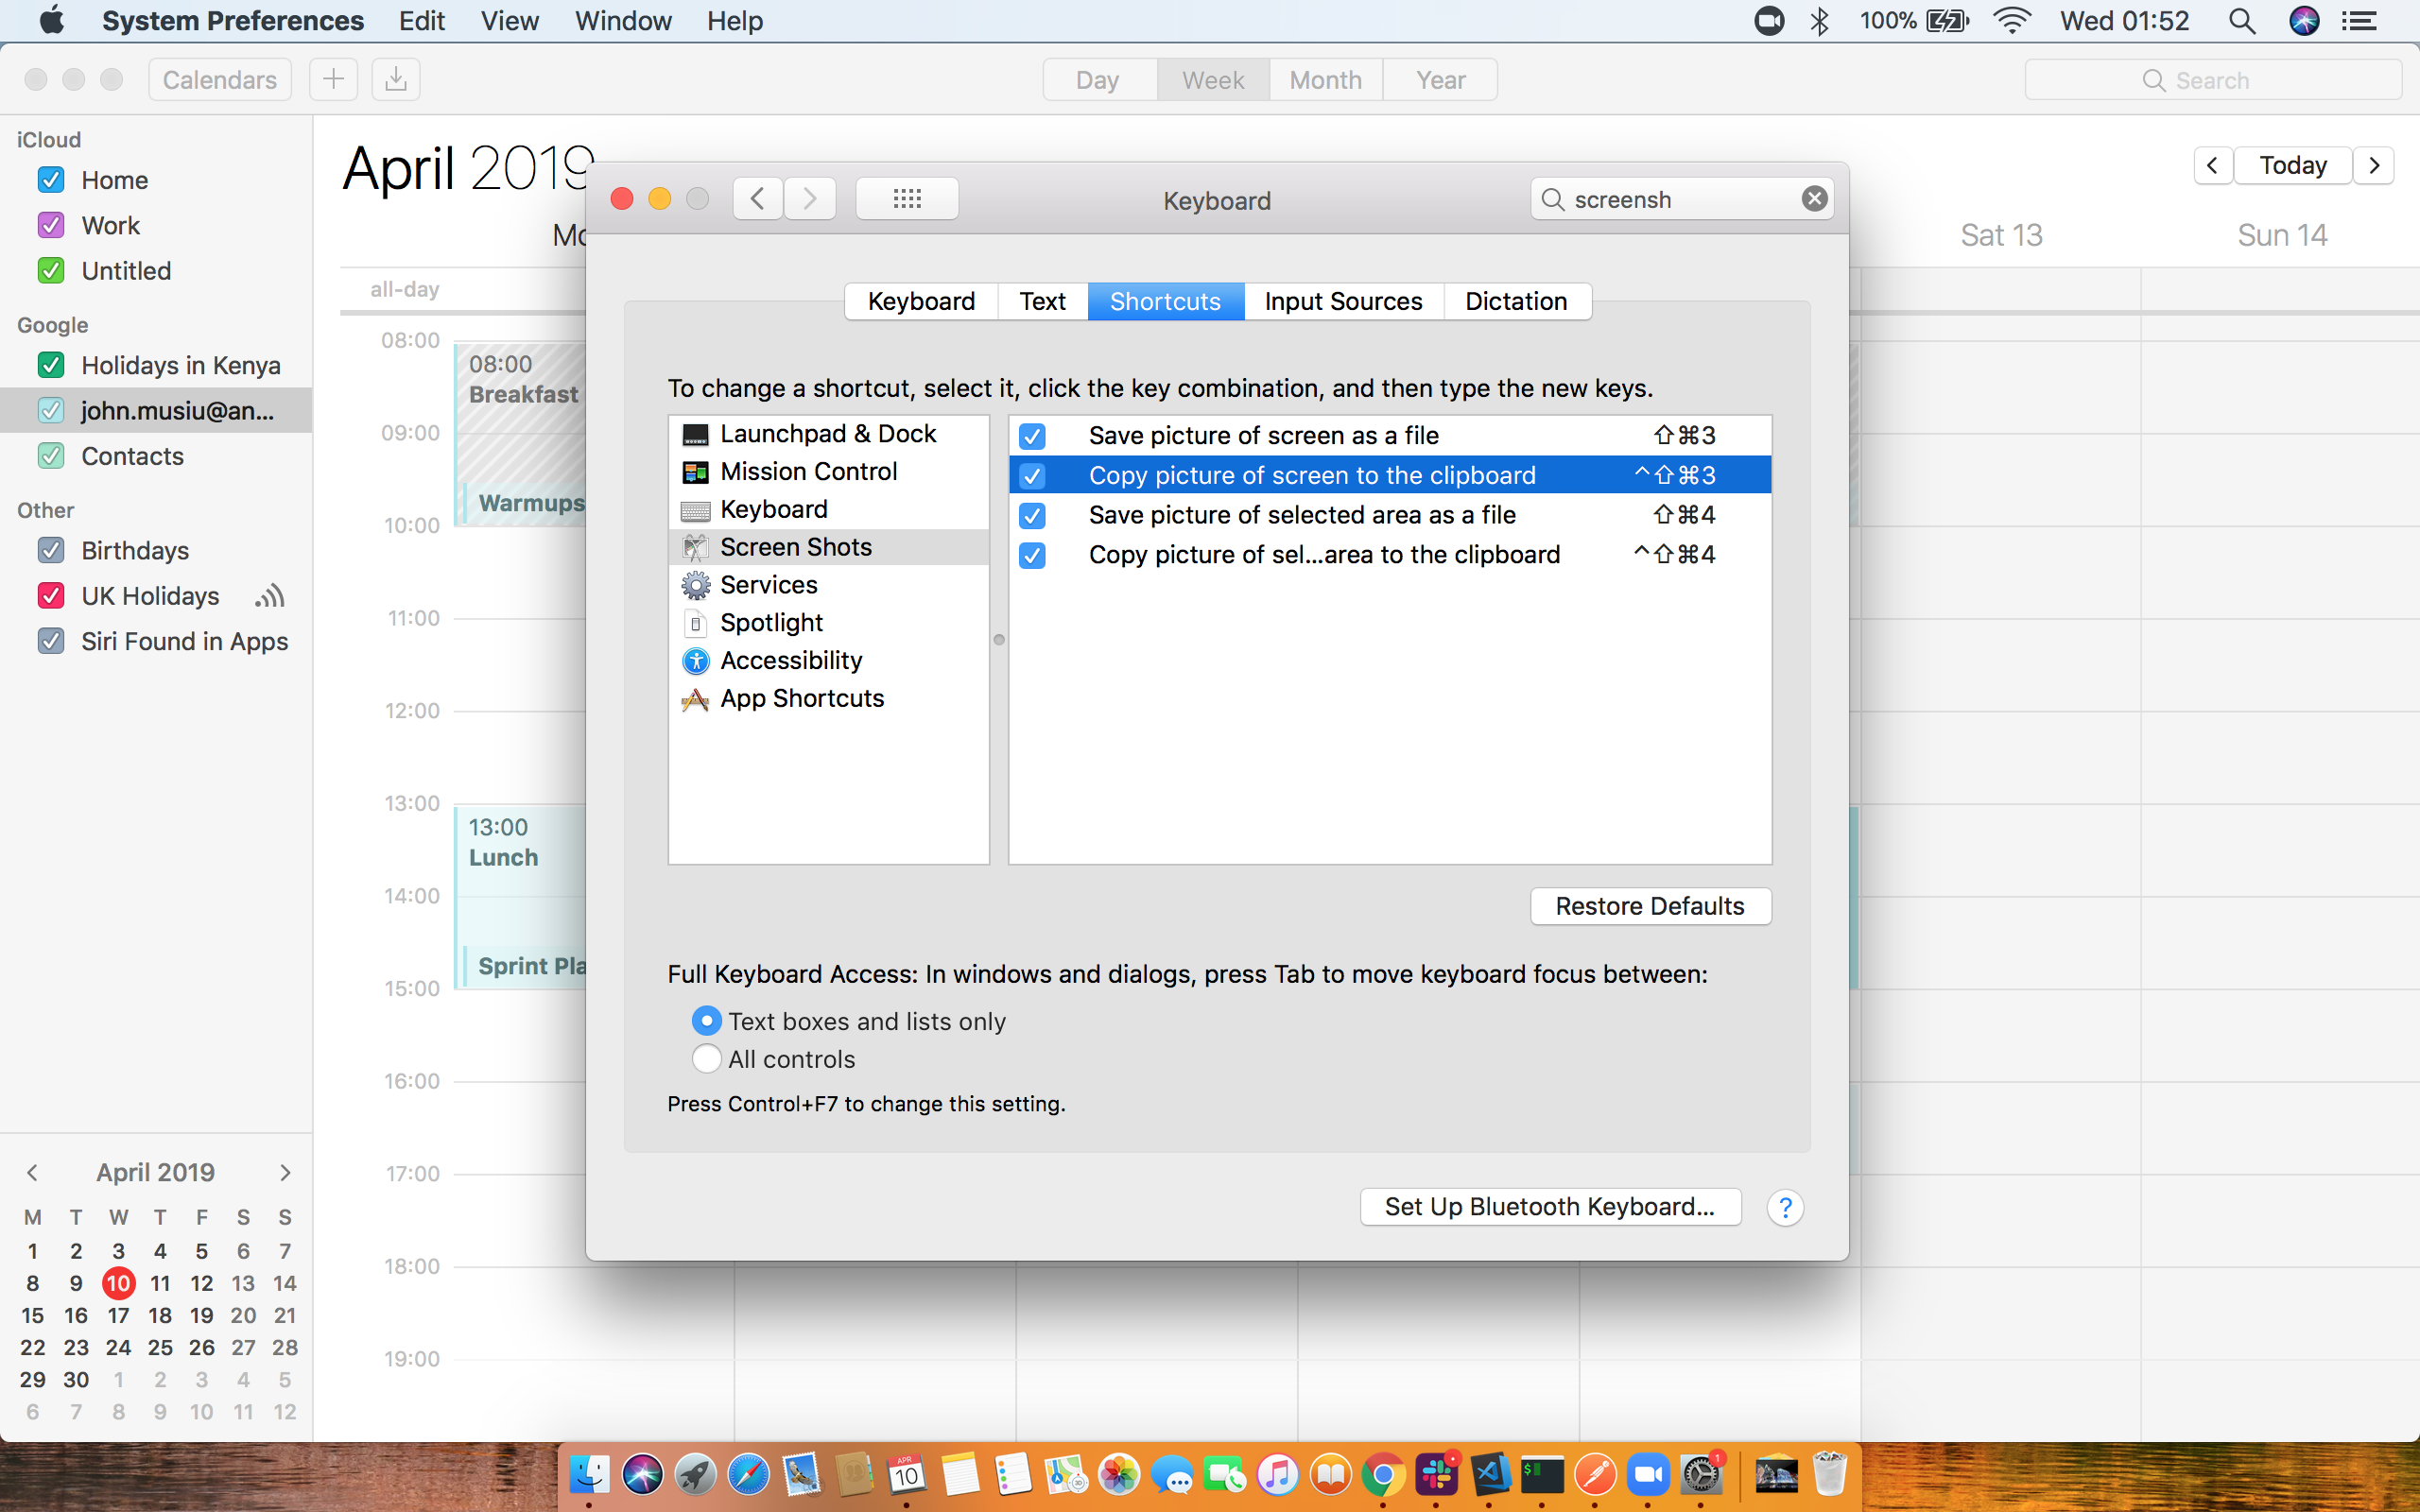 System Preferences Edit View Window Help 100% Wed 01:52
Calendars Day Week Month Year Search
iCloud
Home
Work
Untitled
Google
Holidays in Kenya
john.musiu@an...
Contacts
Other
Birthdays
UK Holidays
Siri Found in Apps
April 2019
M T W T F S S
1 2 3 4 5 6 7
8 9 10 11 12 13 14
15 16 17 18 19 20 21
22 23 24 25 26 27 28
29 30 1 2 3 4 5
6 7 8 9 10 11 12
April 2019
Today
Mo
Sat 13 Sun 14
all-day
08:00
09:00
10:00
11:00
12:00
13:00
14:00
15:00
16:00
17:00
18:00
19:00
08:00
Breakfast
Warmups
13:00
Lunch
Sprint Pla
Keyboard
screensh
Keyboard Text Shortcuts Input Sources Dictation
To change a shortcut, select it, click the key combination, and then type the new keys.
Launchpad & Dock
Mission Control
Keyboard
Screen Shots
Services
Spotlight
Accessibility
App Shortcuts
Save picture of screen as a file ⇧⌘3
Copy picture of screen to the clipboard ^⇧⌘3
Save picture of selected area as a file ⇧⌘4
Copy picture of sel...area to the clipboard ^⇧⌘4
Restore Defaults
Full Keyboard Access: In windows and dialogs, press Tab to move keyboard focus between:
Text boxes and lists only
All controls
Press Control+F7 to change this setting.
Set Up Bluetooth Keyboard... ?
APR
10
1